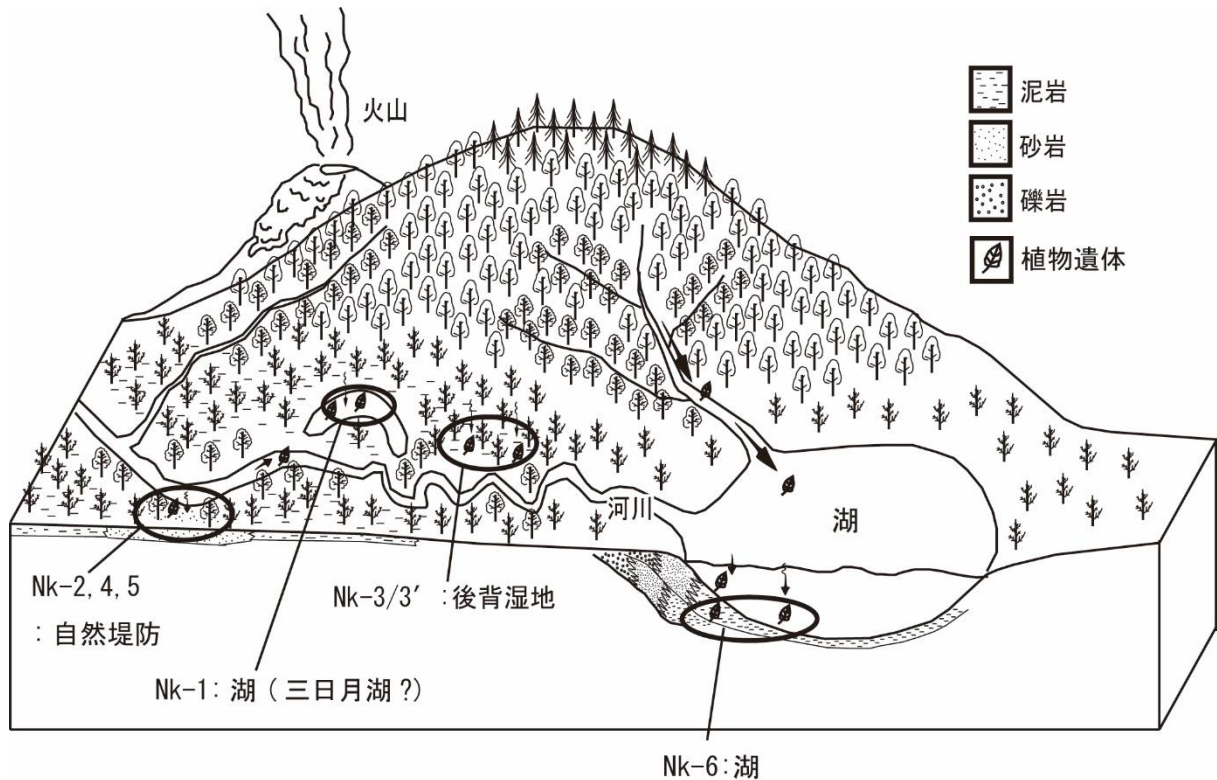 火山
泥岩
砂岩
礫岩
植物遺体
河川
湖
Nk-2, 4, 5
: 自然堤防
Nk-3/3′ : 後背湿地
Nk-1: 湖 ( 三日月湖 ? )
Nk-6: 湖